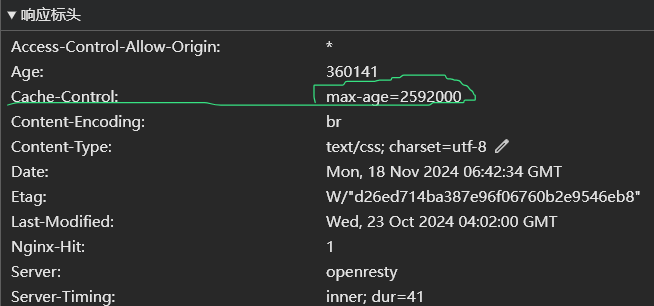 ▼ 响应标头
Access-Control-Allow-Origin: *
Age: 360141
Cache-Control: max-age=2592000
Content-Encoding: br
Content-Type: text/css; charset=utf-8
Date: Mon, 18 Nov 2024 06:42:34 GMT
Etag: W/"d26ed714ba387e96f06760b2e9546eb8"
Last-Modified: Wed, 23 Oct 2024 04:02:00 GMT
Nginx-Hit: 1
Server: openresty
Server-Timing: inner; dur=41